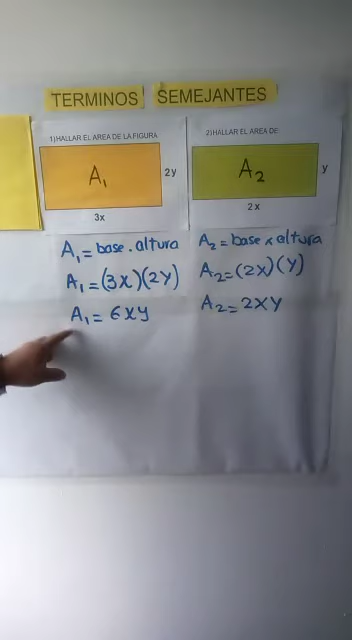 TERMINOS SEMEJANTES
1) HALLAR EL AREA DE LA FIGURA
A₁
2y
3x
A₁ = base . altura
A₁ = (3x)(2y)
A₁ = 6xy
2) HALLAR EL AREA DE:
A₂
y
2x
A₂ = base x altura
A₂ = (2x)(y)
A₂ = 2xy